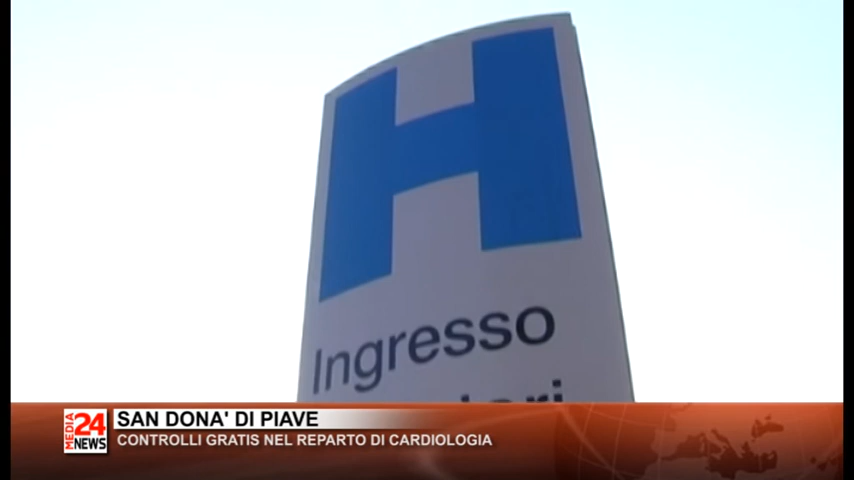 H
Ingresso
MEDIA
24
NEWS
SAN DONA' DI PIAVE
CONTROLLI GRATIS NEL REPARTO DI CARDIOLOGIA